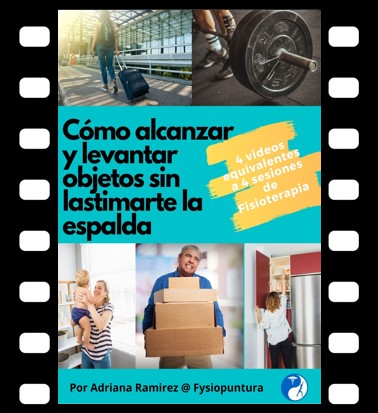 Cómo alcanzar
y levantar
objetos sin
lastimarte la
espalda
4 videos
equivalentes
a 4 sesiones
de
Fisioterapia
Por Adriana Ramirez @ Fysiopuntura